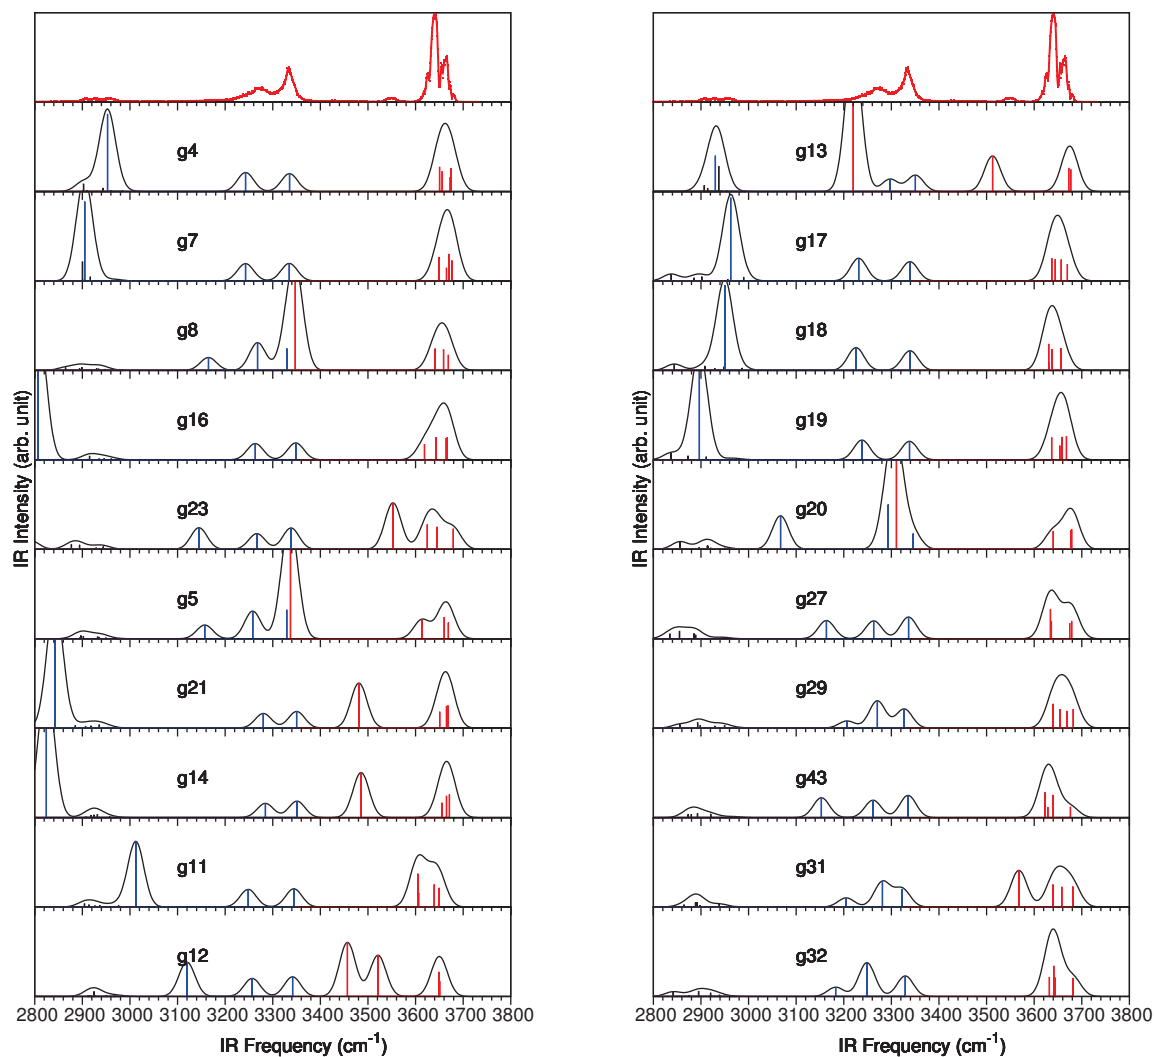 g4
g7
g8
g16
g23
g5
g21
g14
g11
g12
IR Intensity (arb. unit)
2800 2900 3000 3100 3200 3300 3400 3500 3600 3700 3800
IR Frequency (cm-1)
g13
g17
g18
g19
g20
g27
g29
g43
g31
g32
IR Intensity (arb. unit)
2800 2900 3000 3100 3200 3300 3400 3500 3600 3700 3800
IR Frequency (cm-1)